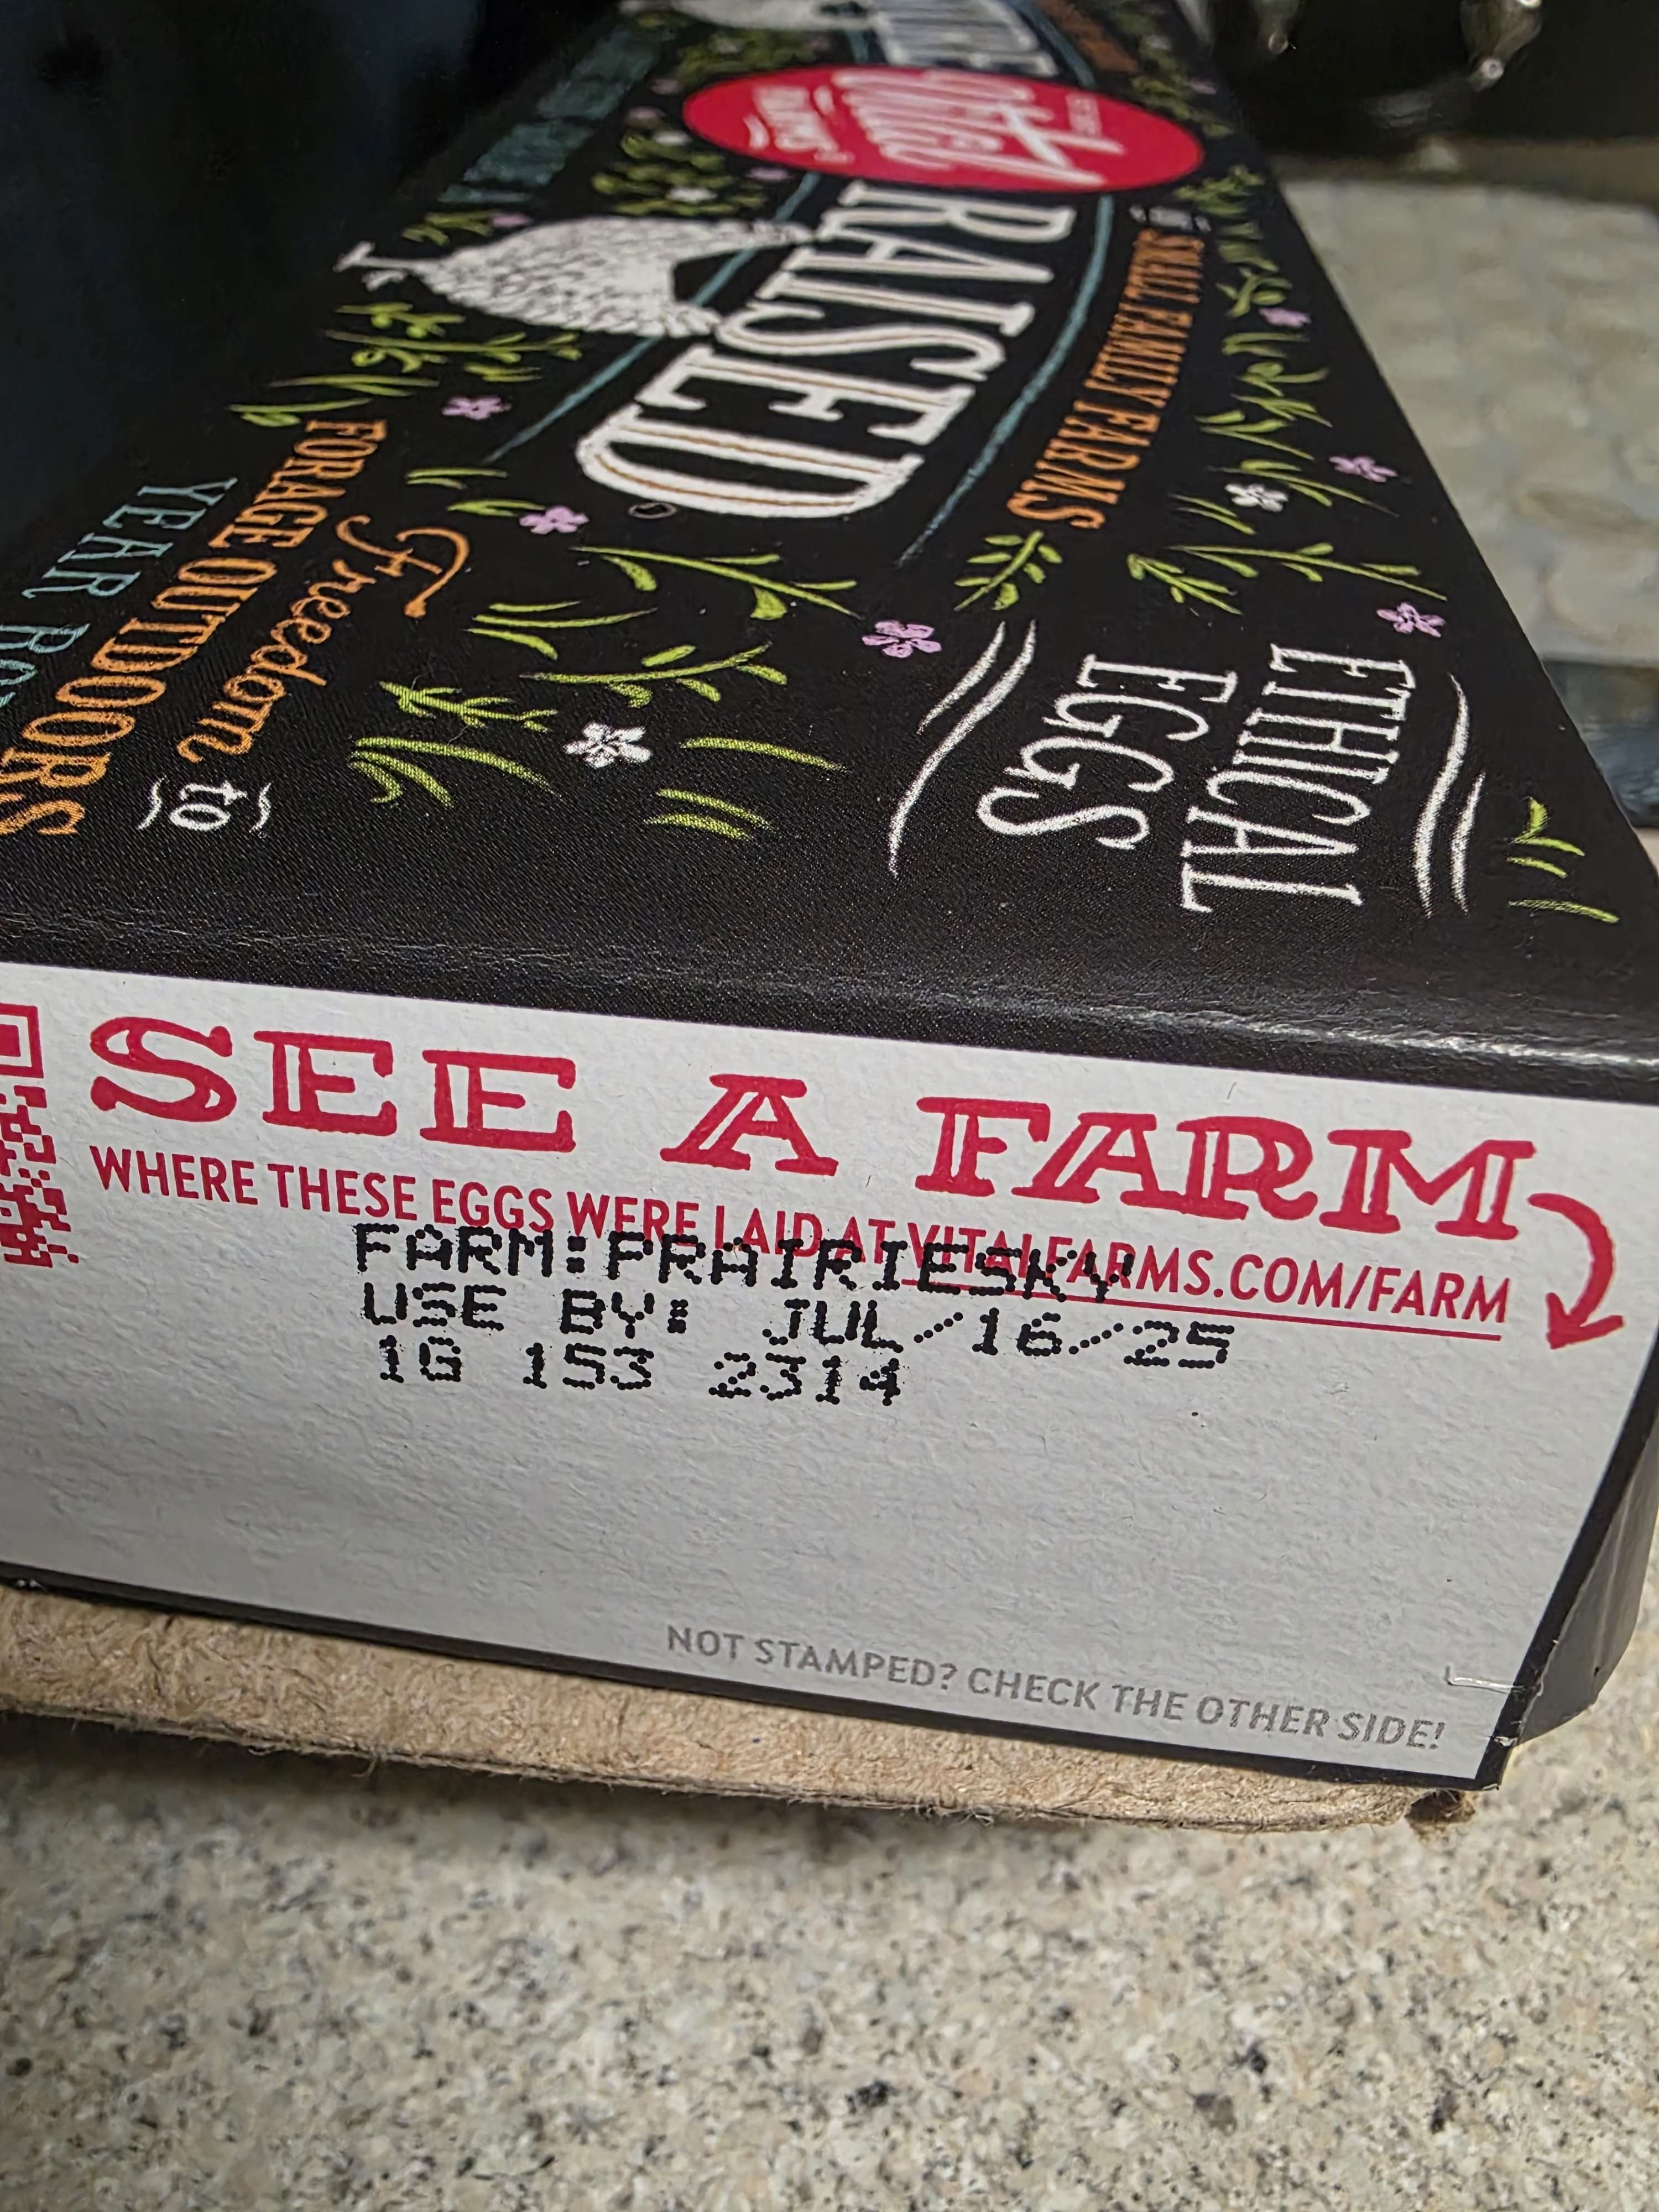 vital
FARMS
RAISED
SMALL FAMILY FARMS
ETHICAL
EGGS
Freedom
to
FORAGE OUTDOORS
YEAR
SEE A FARM
WHERE THESE EGGS WERE LAID AT VITALFARMS.COM/FARM
FARM:PRAIRIESKY
USE BY: JUL/16/25
1G 153 2314
NOT STAMPED? CHECK THE OTHER SIDE!